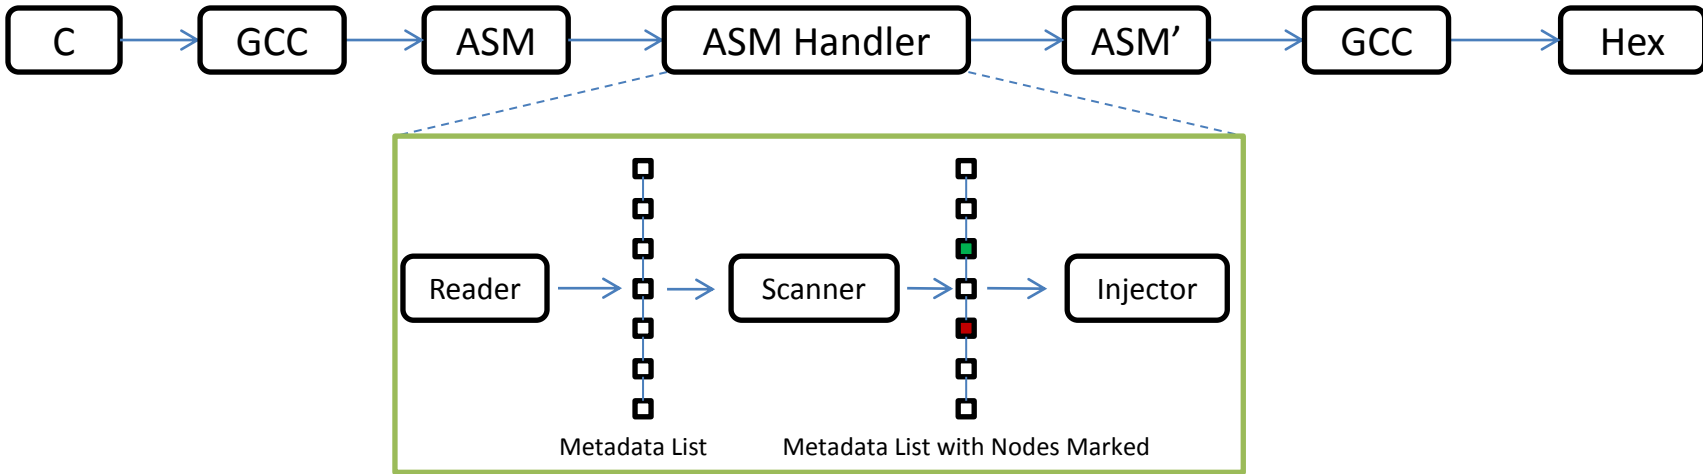 C
GCC
ASM
ASM Handler
ASM’
GCC
Hex
Reader
Scanner
Injector
Metadata List
Metadata List with Nodes Marked